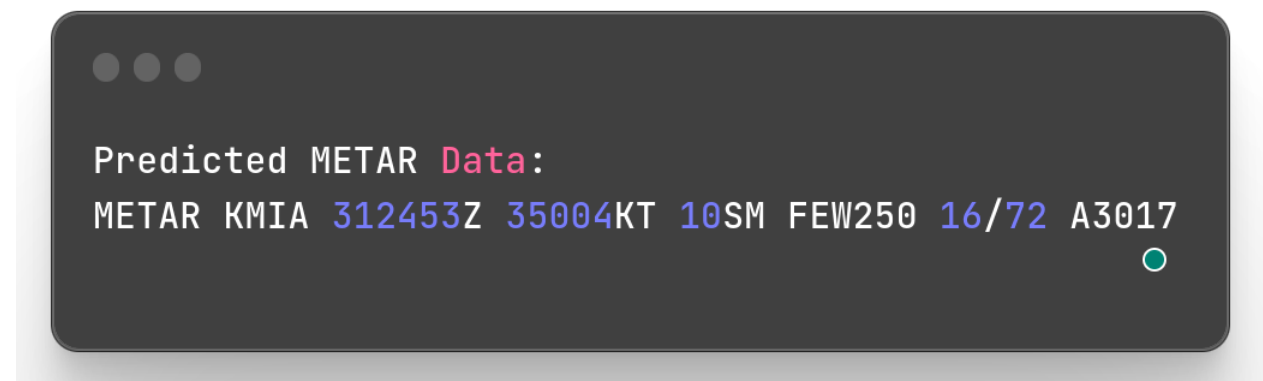 Predicted METAR Data:
METAR KMIA 312453Z 35004KT 10SM FEW250 16/72 A3017